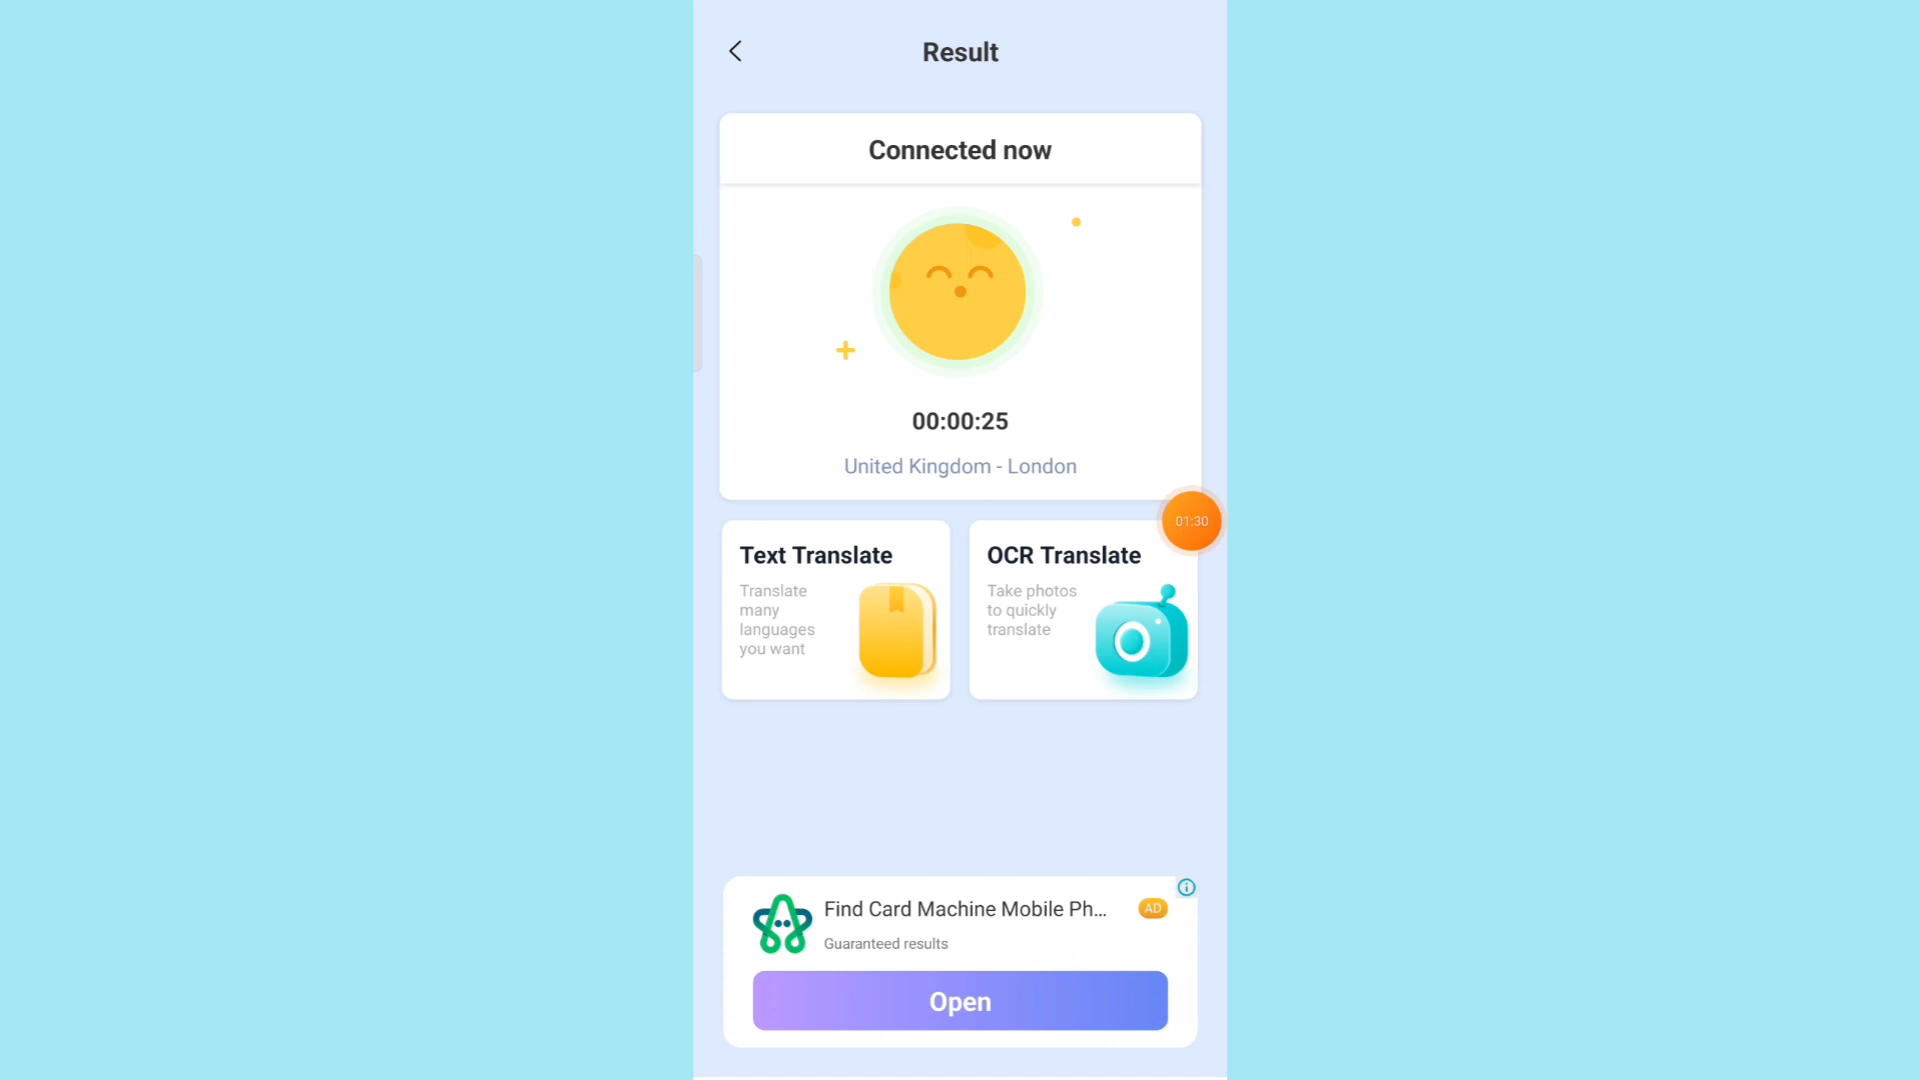 Result
Connected now
00:00:25
United Kingdom - London
01:30
Text Translate
Translate
many
languages
you want
OCR Translate
Take photos
to quickly
translate
Find Card Machine Mobile Ph...
AD
Guaranteed results
Open